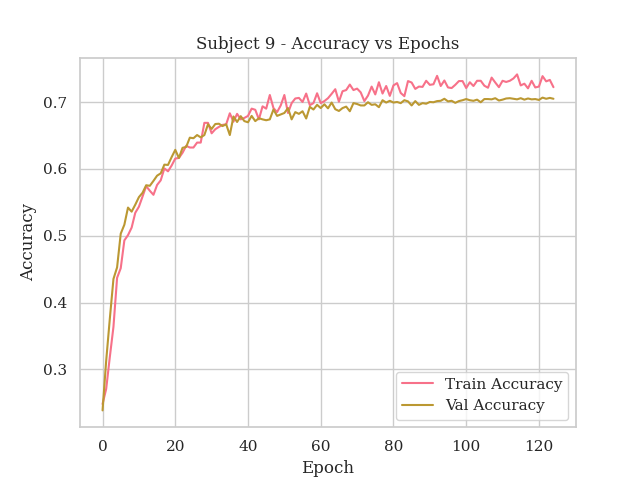 Subject 9 - Accuracy vs Epochs
Accuracy
0.7
0.6
0.5
0.4
0.3
Train Accuracy
Val Accuracy
0 20 40 60 80 100 120
Epoch